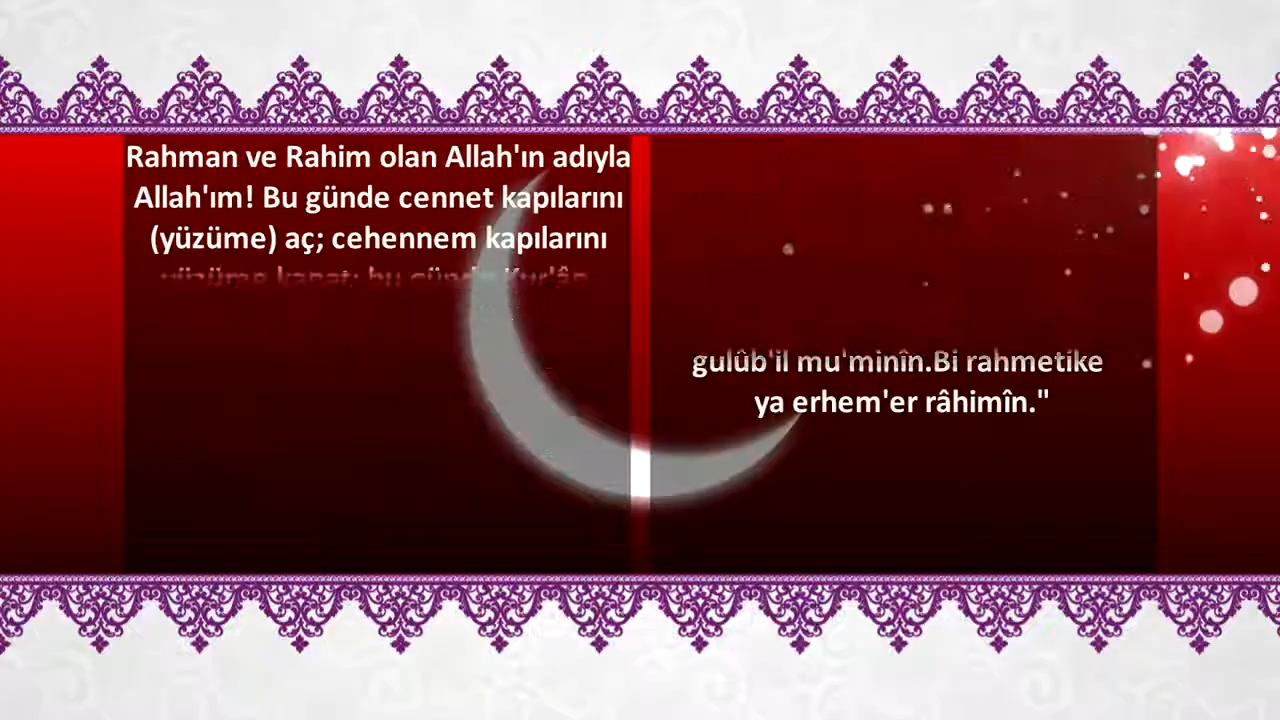 Rahman ve Rahim olan Allah'ın adıyla
Allah'ım! Bu günde cennet kapılarını
(yüzüme) aç; cehennem kapılarını
gulûb'il mu'minîn.Bi rahmetike
ya erhem'er râhimîn."